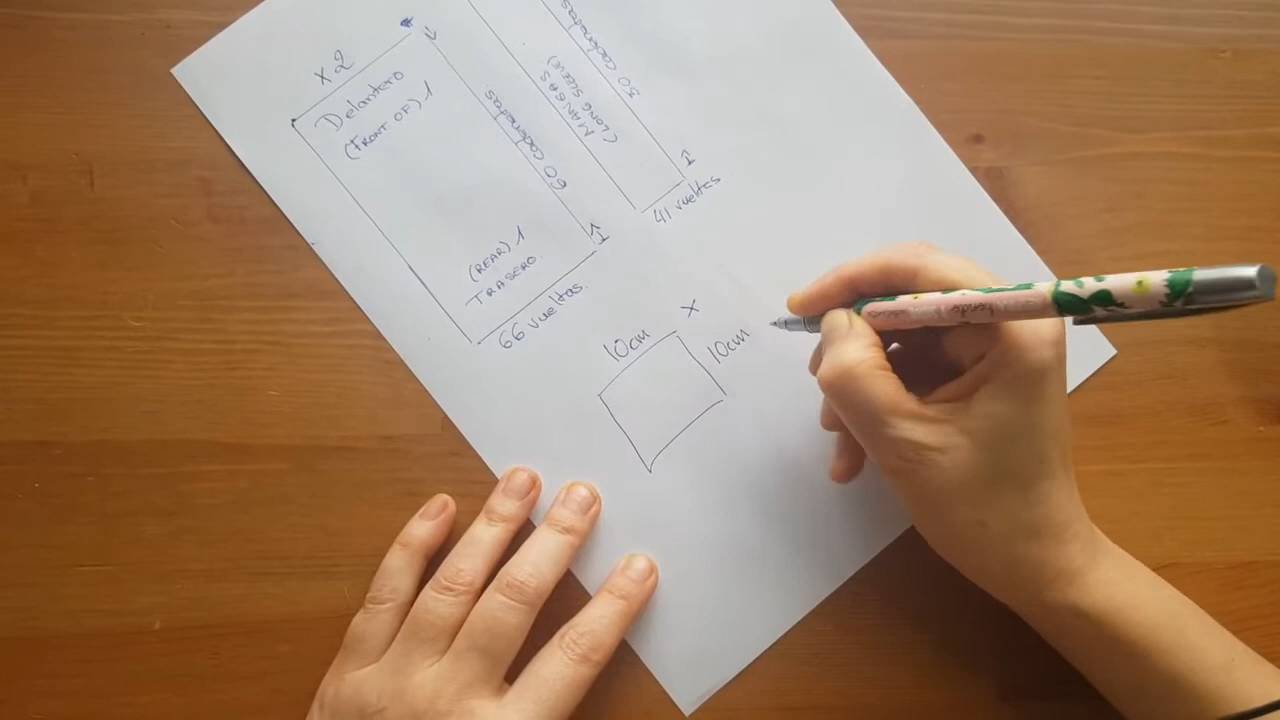 x 2
Delantero
(FRONT OF) 1
60 cadenetas
(REAR) 1
TRASERO.
66 vueltas.
50 cadenetas
MANGAS
(LONG SLEEVE)
41 vueltas
10cm x 10cm